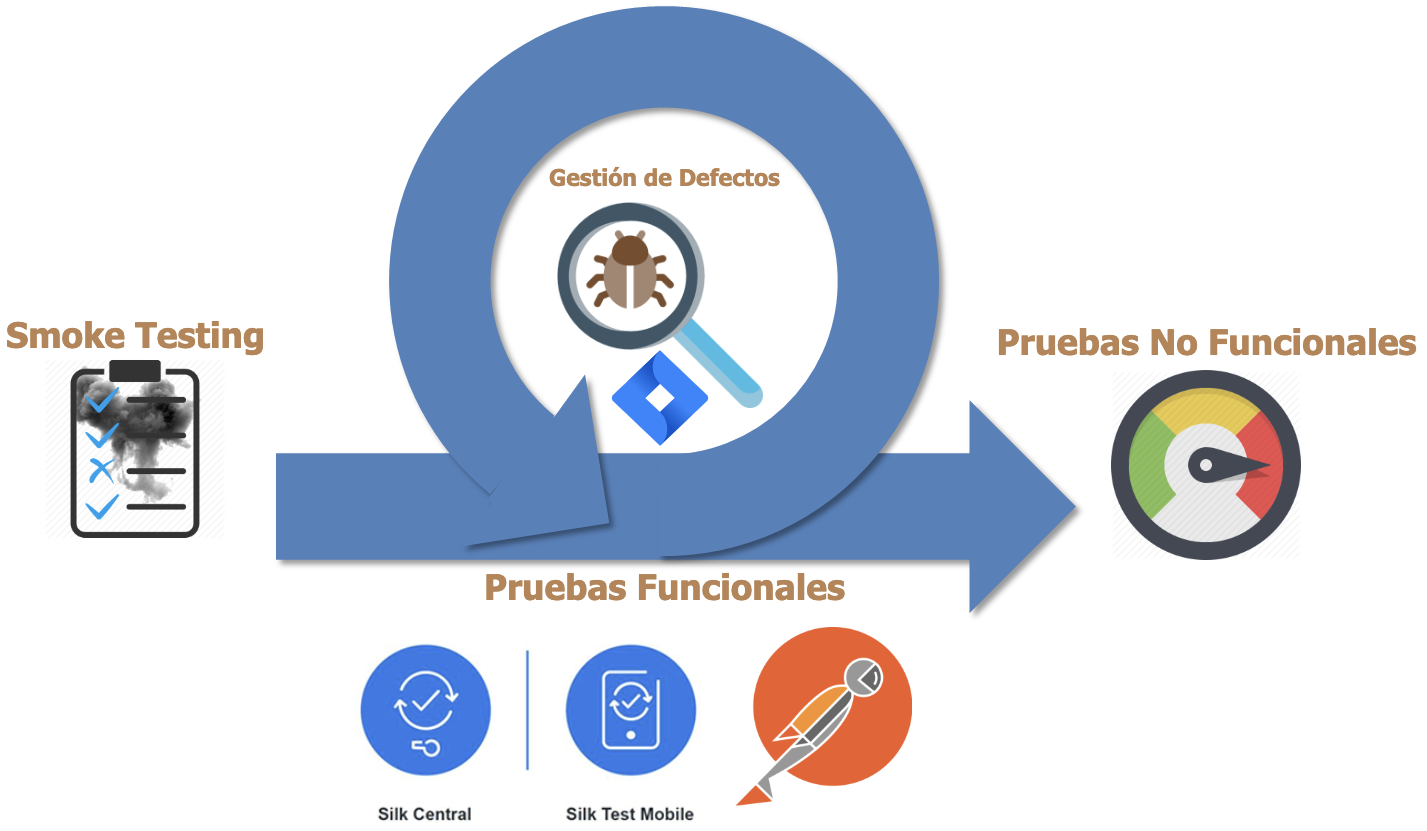 Gestión de Defectos
Smoke Testing
Pruebas No Funcionales
Pruebas Funcionales
Silk Central
Silk Test Mobile